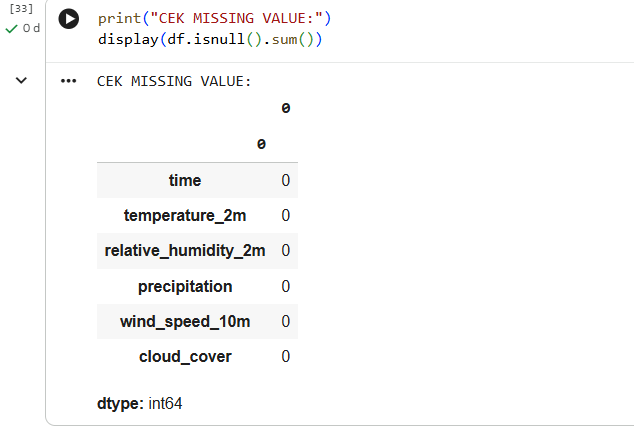 [33]
0 d
print("CEK MISSING VALUE:")
display(df.isnull().sum())
CEK MISSING VALUE:
0
0
time 0
temperature_2m 0
relative_humidity_2m 0
precipitation 0
wind_speed_10m 0
cloud_cover 0
dtype: int64